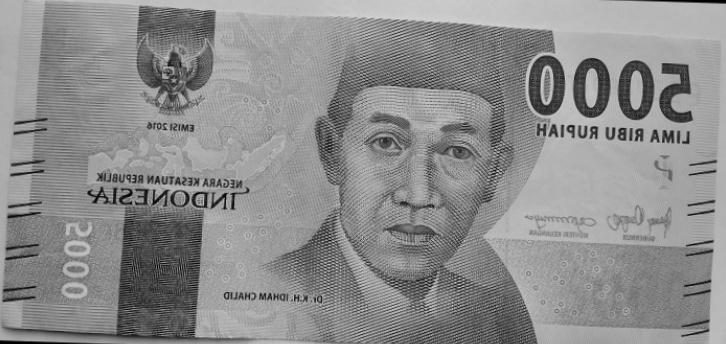 5000
LIMA RIBU RUPIAH
EMISI 2016
NEGARA KESATUAN REPUBLIK
INDONESIA
GUBERNUR
MENTERI KEUANGAN
5000
Dr. K.H. IDHAM CHALID